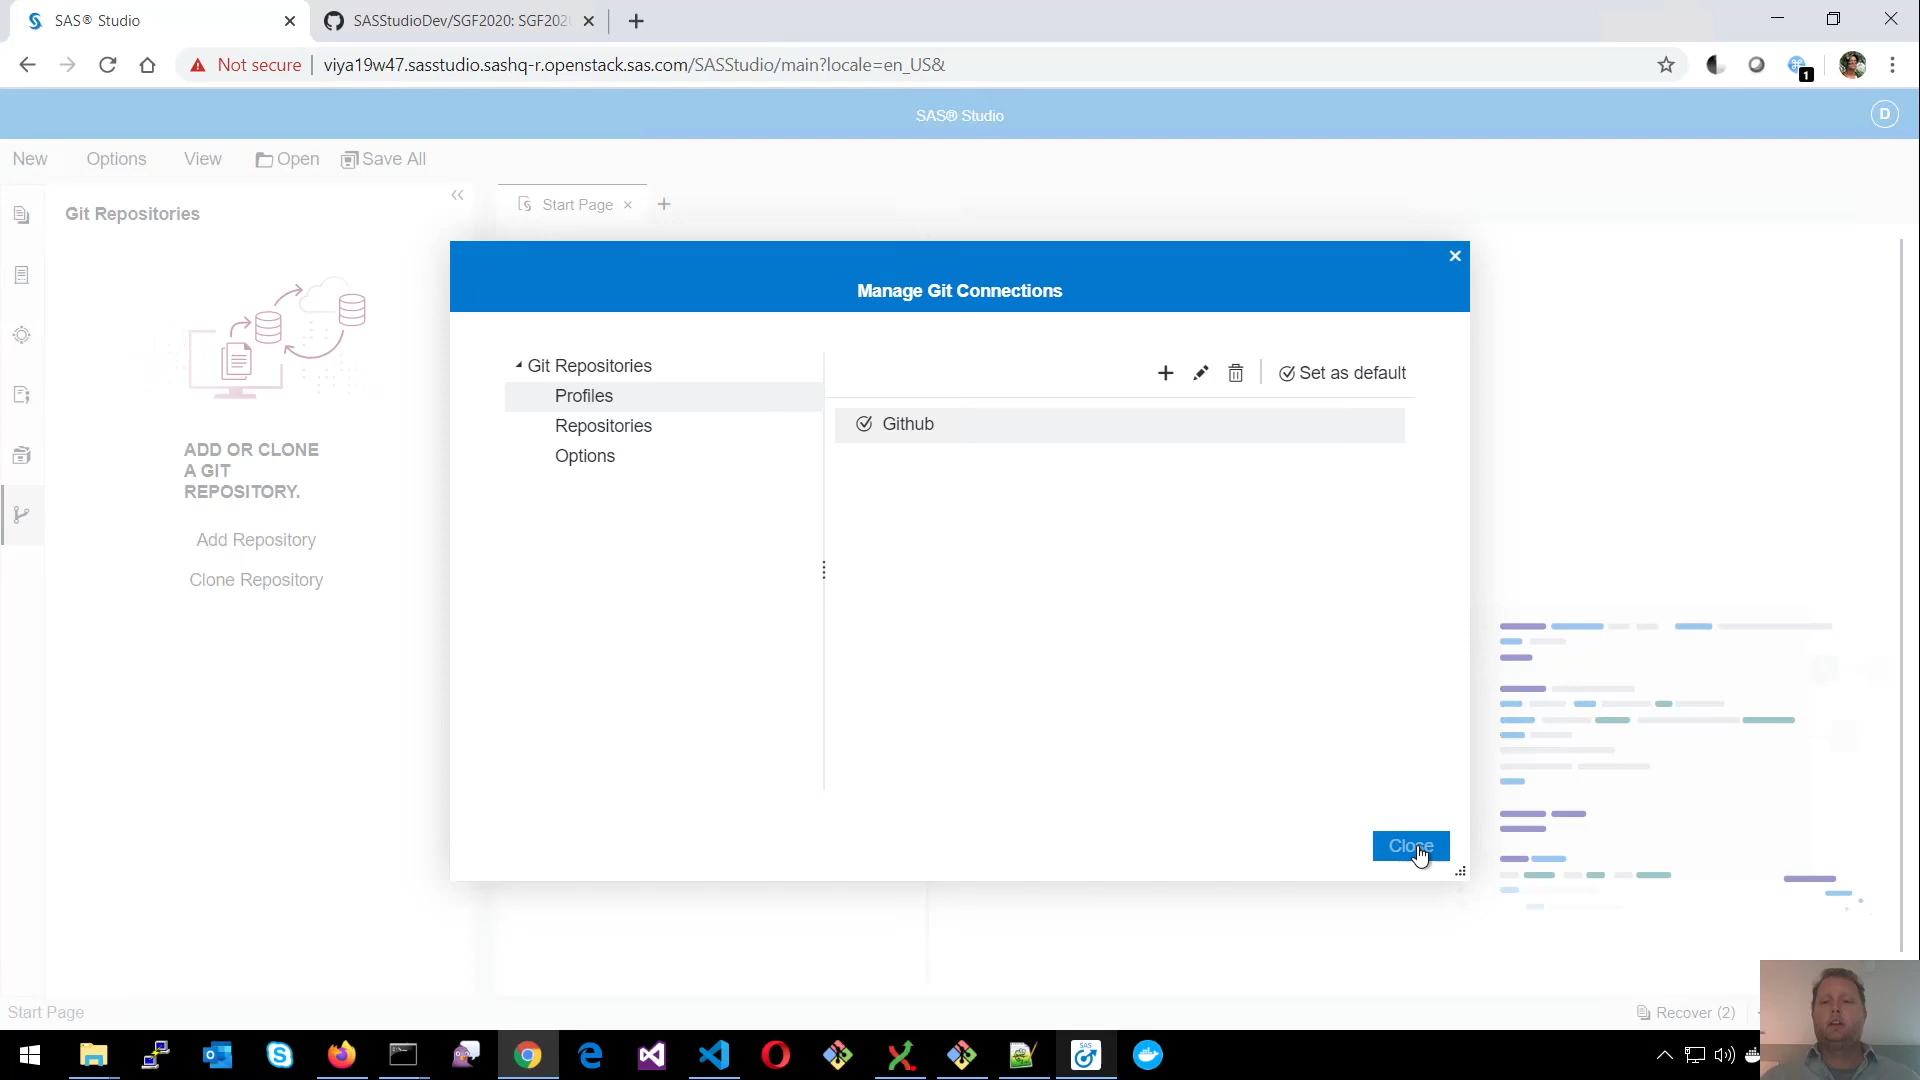 SAS® Studio
SASStudioDev/SGF2020: SGF202
Not secure
viya19w47.sasstudio.sashq-r.openstack.sas.com/SASStudio/main?locale=en_US&
1
SAS® Studio
D
New
Options
View
Open
Save All
Git Repositories
Start Page
Manage Git Connections
Git Repositories
Profiles
Repositories
Options
Set as default
Github
ADD OR CLONE
A GIT
REPOSITORY.
Add Repository
Clone Repository
Close
Start Page
Recover (2)
SAS